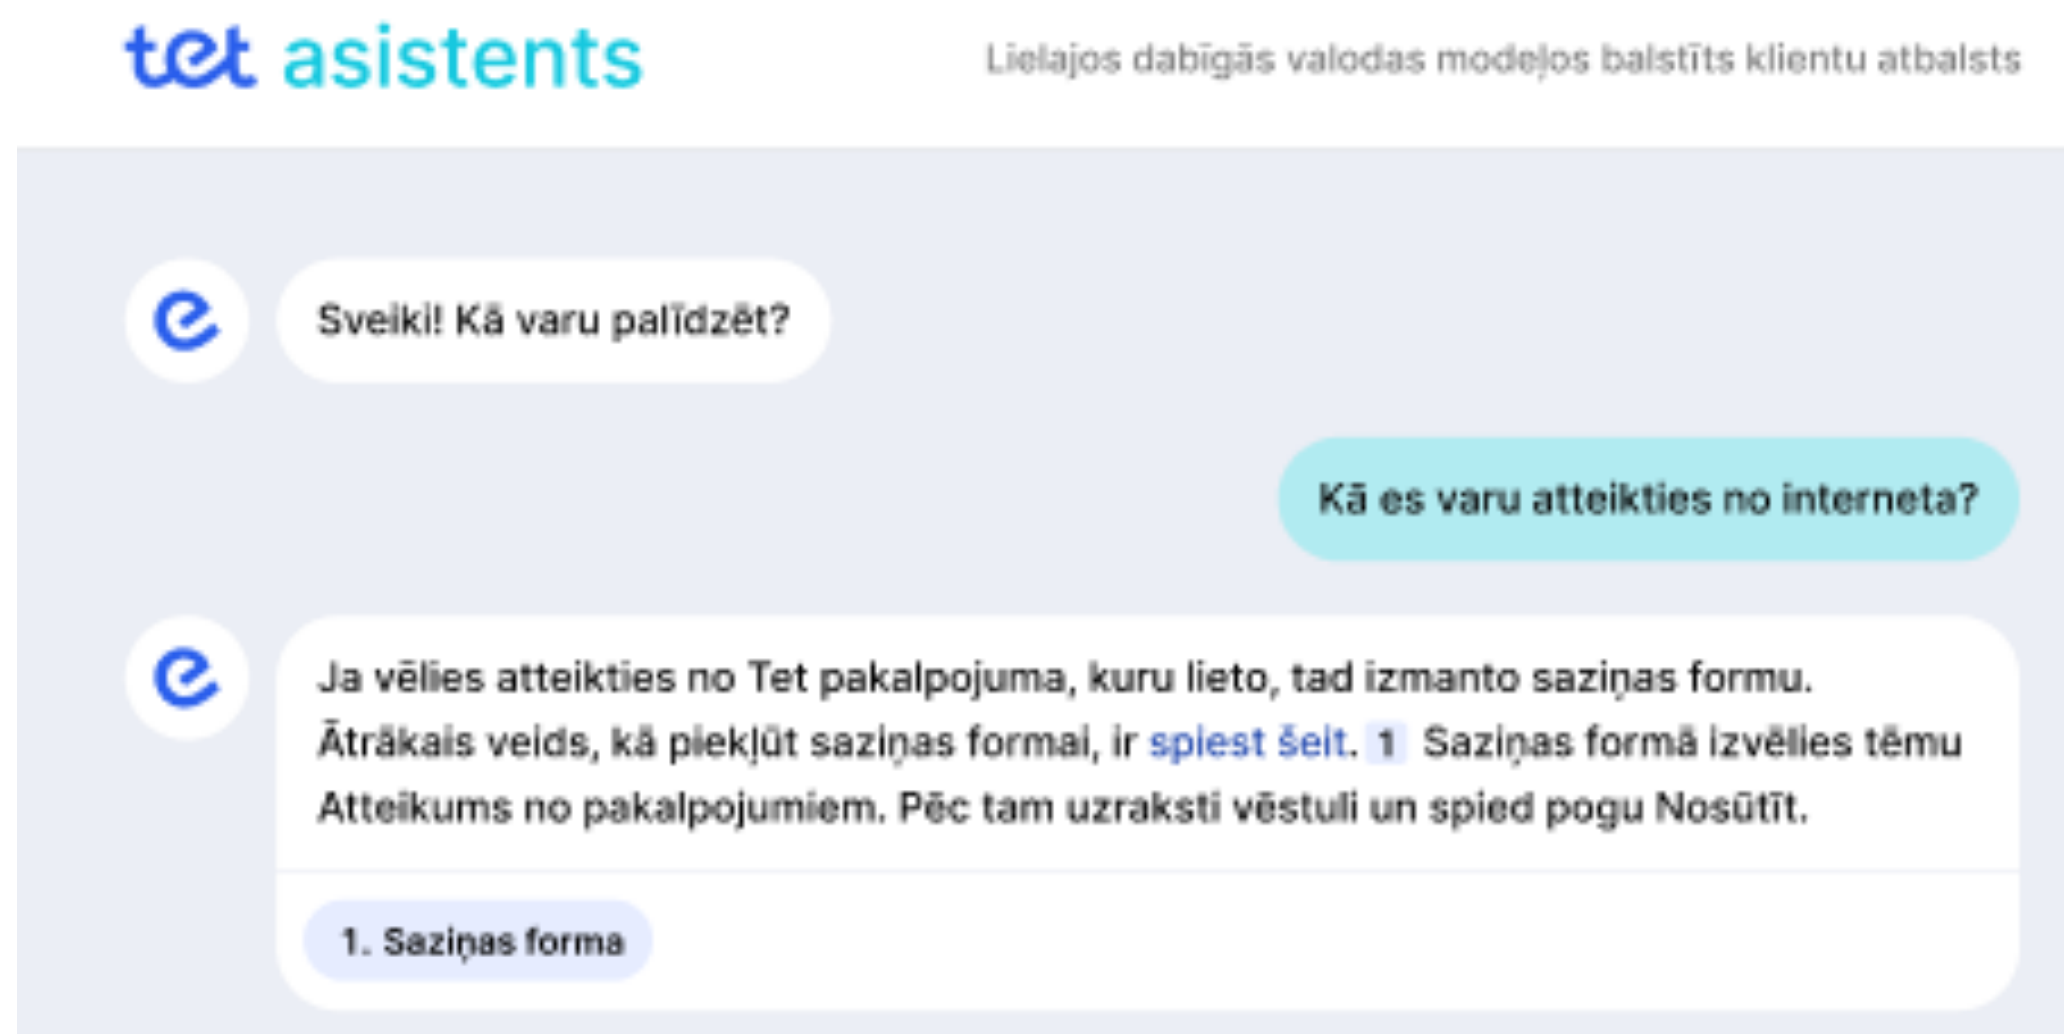 tet asistents
Lielajos dabīgās valodas modeļos balstīts klientu atbalsts
Sveiki! Kā varu palīdzēt?
Kā es varu atteikties no interneta?
Ja vēlies atteikties no Tet pakalpojuma, kuru lieto, tad izmanto saziņas formu.
Ātrākais veids, kā piekļūt saziņas formai, ir spiest šeit. 1 Saziņas formā izvēlies tēmu
Atteikums no pakalpojumiem. Pēc tam uzraksti vēstuli un spied pogu Nosūtīt.
1. Saziņas forma